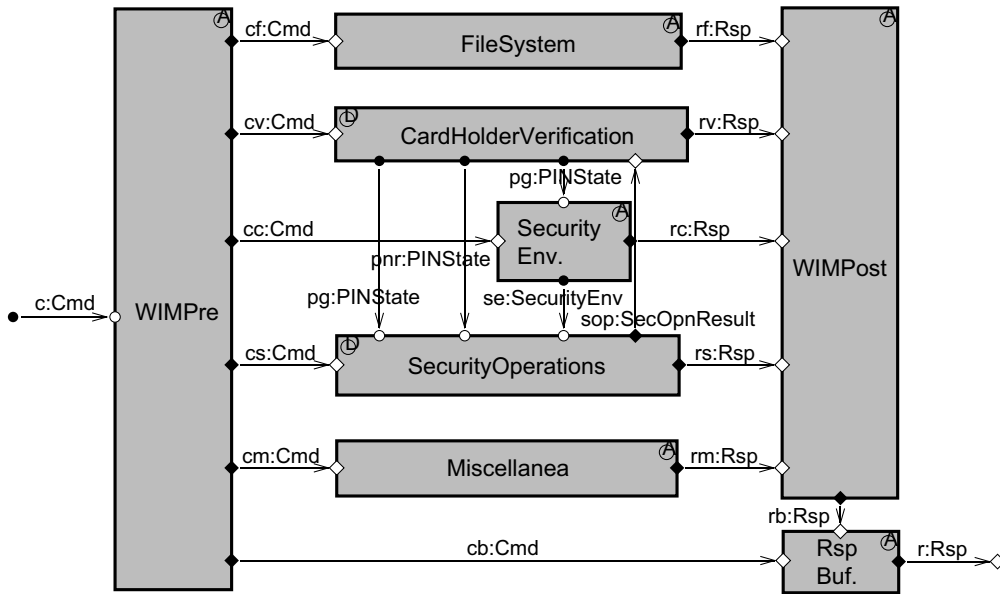 A
A
A
cf:Cmd
FileSystem
rf:Rsp
D
cv:Cmd
CardHolderVerification
rv:Rsp
pg:PINState
A
cc:Cmd
Security
Env.
rc:Rsp
pnr:PINState
WIMPost
pg:PINState
se:SecurityEnv
c:Cmd
WIMPre
sop:SecOpnResult
D
cs:Cmd
SecurityOperations
rs:Rsp
A
cm:Cmd
Miscellanea
rm:Rsp
rb:Rsp
A
cb:Cmd
Rsp
Buf.
r:Rsp